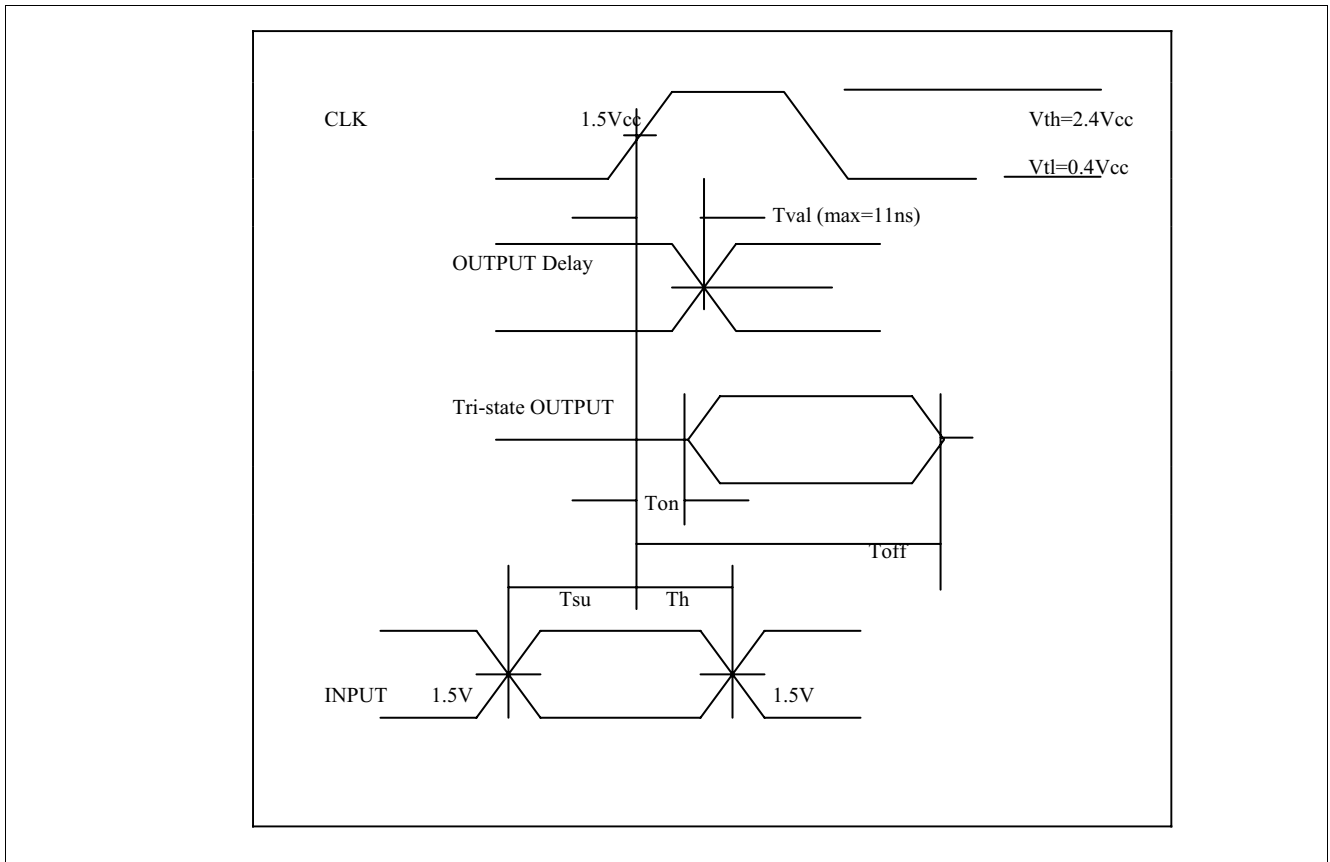 CLK
1.5Vcc
Vth=2.4Vcc
Vtl=0.4Vcc
Tval (max=11ns)
OUTPUT Delay
Tri-state OUTPUT
Ton
Toff
Tsu
Th
INPUT
1.5V
1.5V